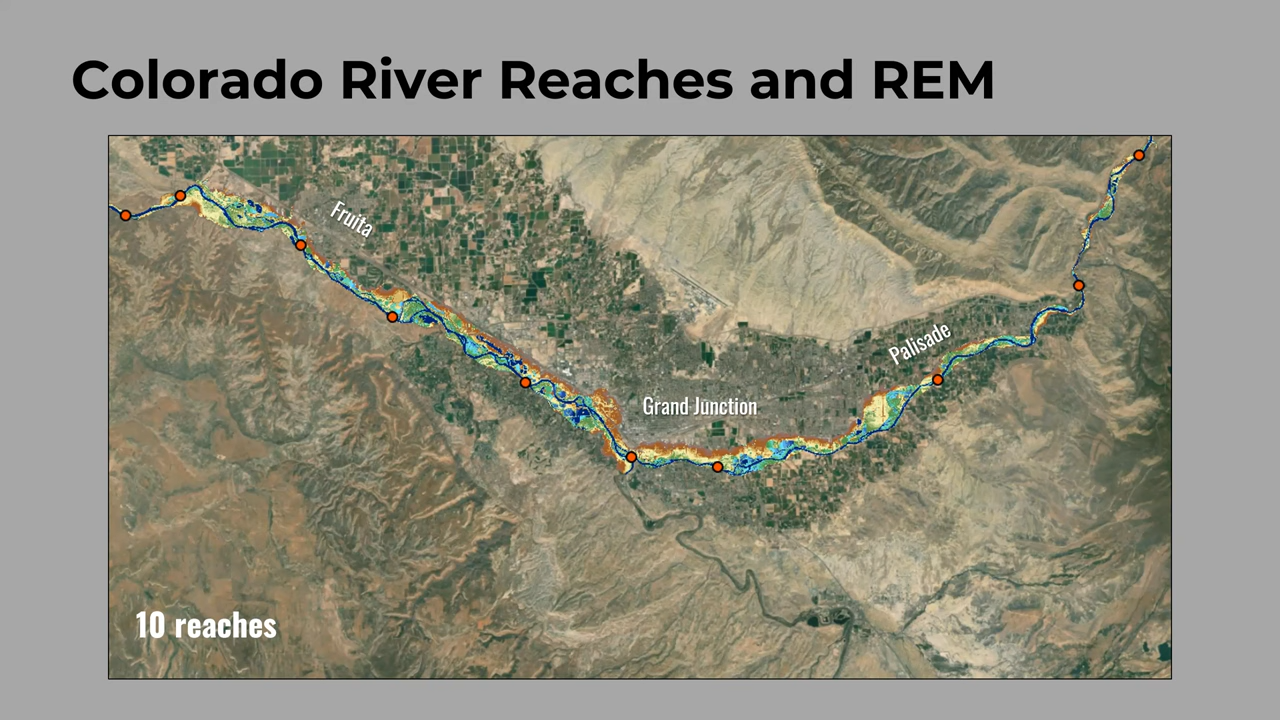 Colorado River Reaches and REM
Fruita
Palisade
Grand Junction
10 reaches